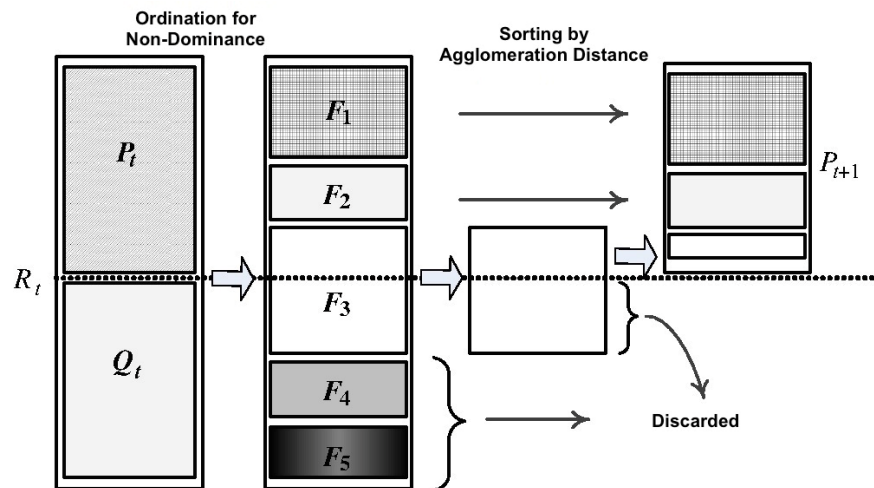 Ordination for
Non-Dominance
Sorting by
Agglomeration Distance
P_t
F_1
P_{t+1}
F_2
R_t
F_3
Q_t
F_4
Discarded
F_5